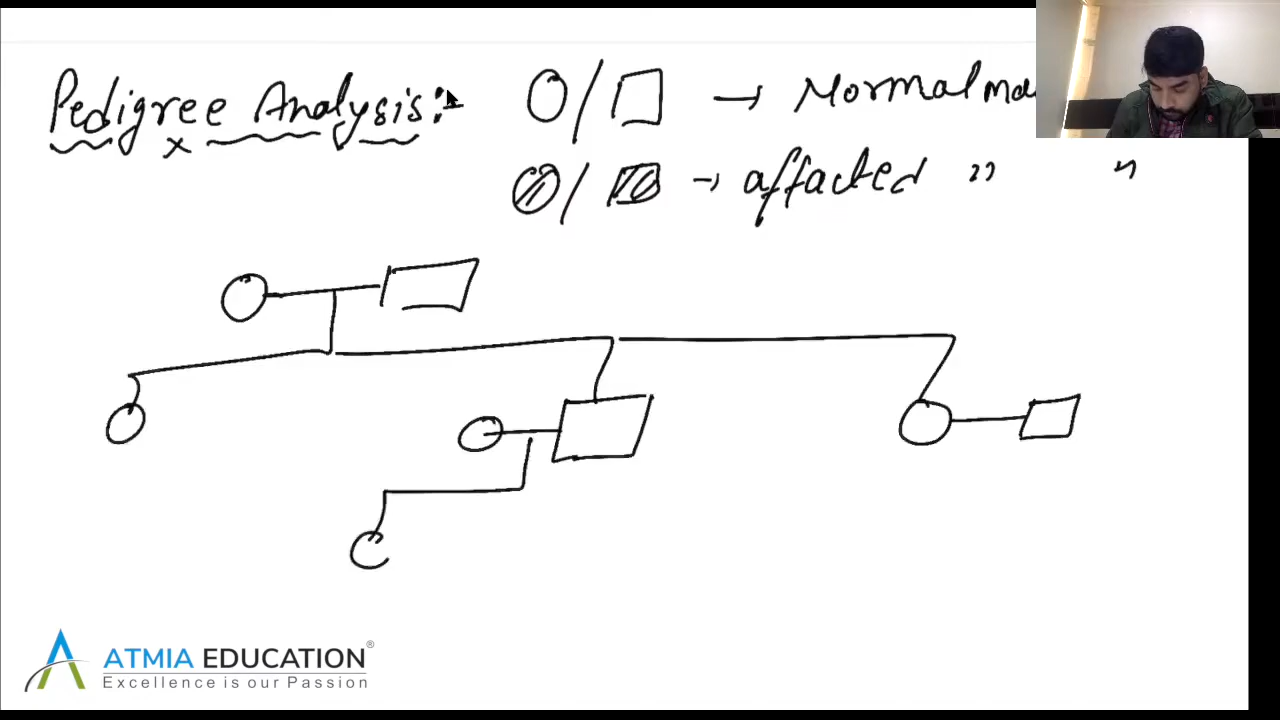 Pedigree Analysis:-
O/□ → Normal ma
→ affacted " "
ATMIA EDUCATION®
Excellence is our Passion